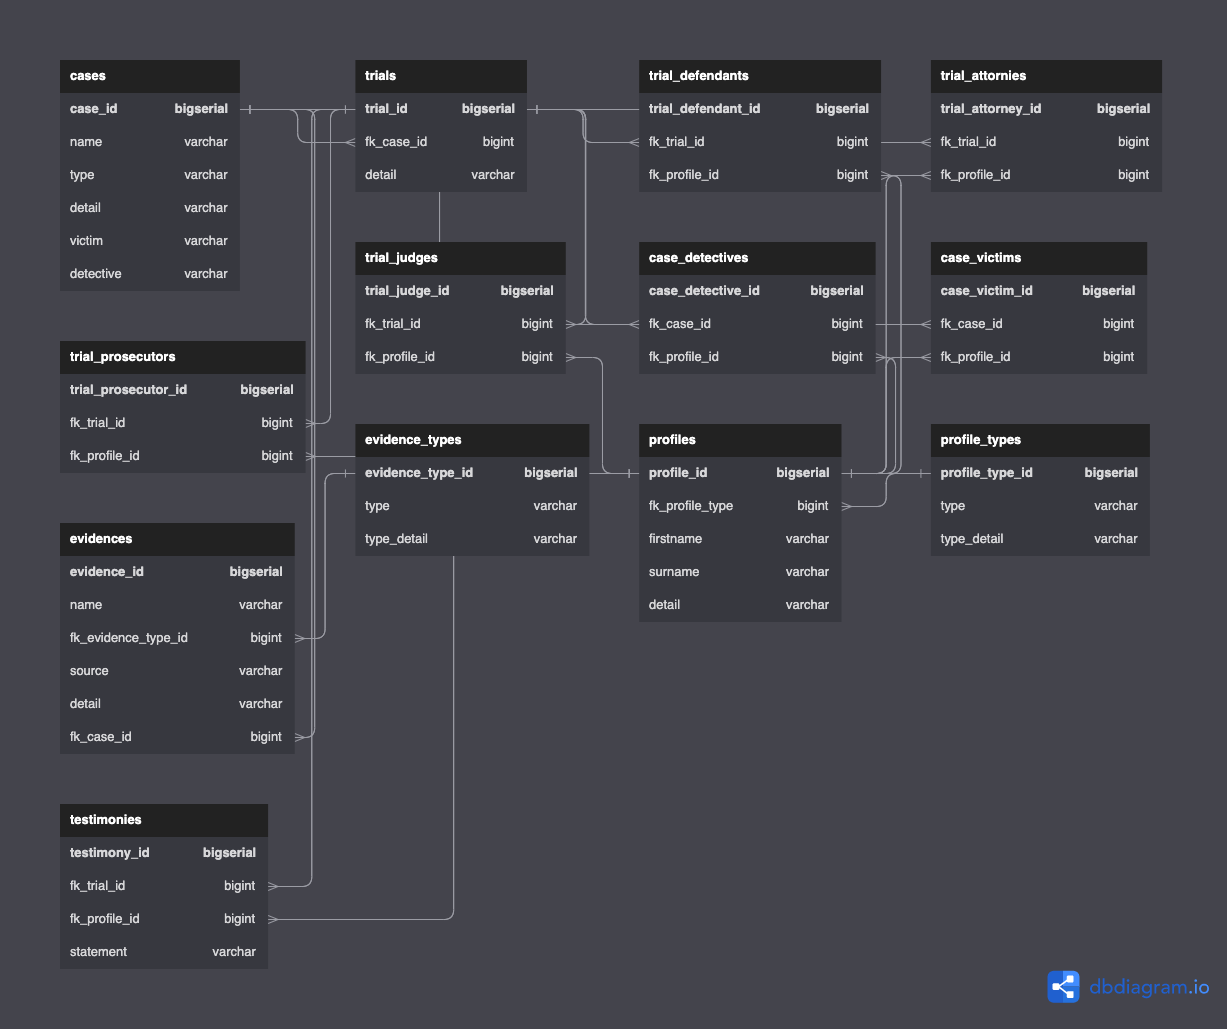 cases
case_id bigserial
name varchar
type varchar
detail varchar
victim varchar
detective varchar
trials
trial_id bigserial
fk_case_id bigint
detail varchar
trial_defendants
trial_defendant_id bigserial
fk_trial_id bigint
fk_profile_id bigint
trial_attornies
trial_attorney_id bigserial
fk_trial_id bigint
fk_profile_id bigint
trial_judges
trial_judge_id bigserial
fk_trial_id bigint
fk_profile_id bigint
case_detectives
case_detective_id bigserial
fk_case_id bigint
fk_profile_id bigint
case_victims
case_victim_id bigserial
fk_case_id bigint
fk_profile_id bigint
trial_prosecutors
trial_prosecutor_id bigserial
fk_trial_id bigint
fk_profile_id bigint
evidence_types
evidence_type_id bigserial
type varchar
type_detail varchar
profiles
profile_id bigserial
fk_profile_type bigint
firstname varchar
surname varchar
detail varchar
profile_types
profile_type_id bigserial
type varchar
type_detail varchar
evidences
evidence_id bigserial
name varchar
fk_evidence_type_id bigint
source varchar
detail varchar
fk_case_id bigint
testimonies
testimony_id bigserial
fk_trial_id bigint
fk_profile_id bigint
statement varchar
dbdiagram.io